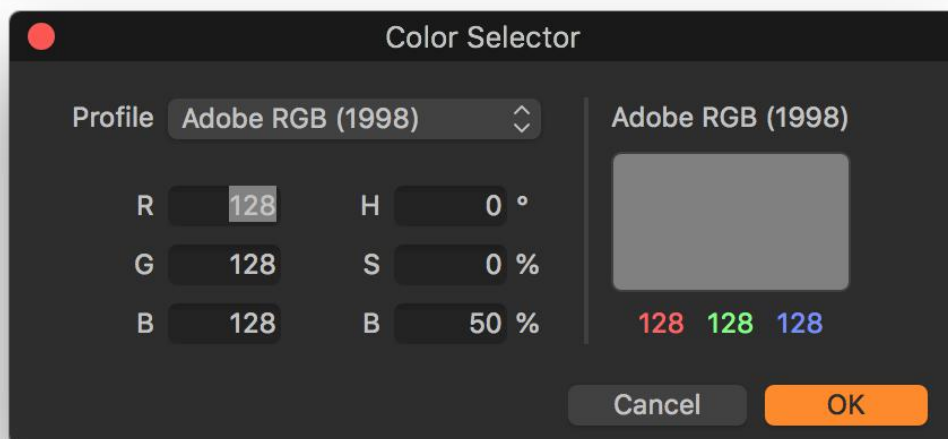 Color Selector
Profile Adobe RGB (1998) Adobe RGB (1998)
R 128 H 0 °
G 128 S 0 %
B 128 B 50 % 128 128 128
Cancel OK